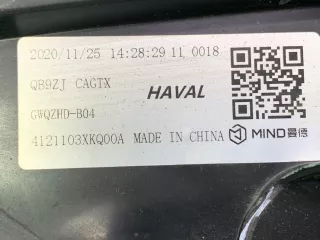 2020/11/25 14:28:29 11 0018
QB9ZJ CAGTX
HAVAL
GWQZHD-B04
4121103XKQ00A MADE IN CHINA
MIND 曼德